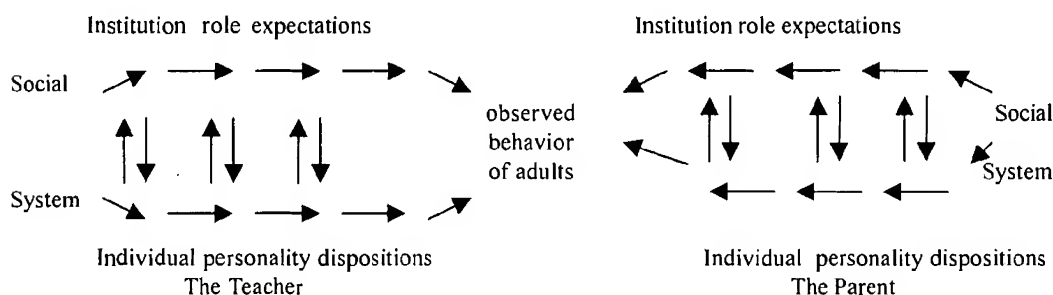 Institution role expectations
Institution role expectations
Social
Social
observed
behavior
of adults
System
System
Individual personality dispositions
The Teacher
Individual personality dispositions
The Parent